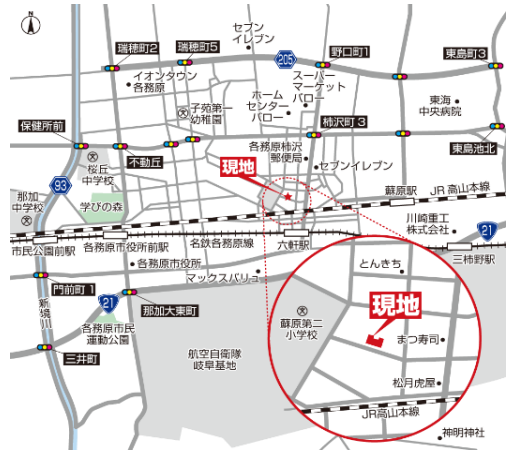 N
瑞穂町2
瑞穂町5
セブン
イレブン
野口町1
東島町3
205
イオンタウン
各務原
スーパー
マーケット
バロー
ホーム
センター
バロー
子苑第一
幼稚園
東海
中央病院
保健所前
不動丘
柿沢町3
東島池北
桜丘
中学校
各務原柿沢
郵便局
セブンイレブン
93
那加
中学校
学びの森
現地
蘇原駅
JR高山本線
川崎重工
株式会社
21
市民公園前駅
各務原市役所前駅
名鉄各務原線
六軒駅
三柿野駅
各務原市役所
マックスバリュ
とんきち
門前町1
21
那加大東町
各務原市民
運動公園
新境川
三井町
航空自衛隊
岐阜基地
蘇原第二
小学校
現地
まつ寿司
松月虎屋
JR高山本線
神明神社